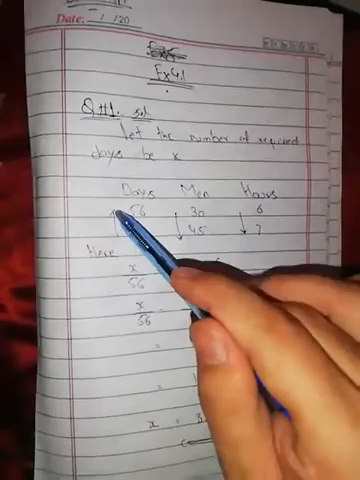 Date: / /20
Ex 4.1
Q#1. sol
Let the number of required
days be x
Days Men Hours
56 30 6
45 7
Here
x
56
x
56 =
=
=
x = 3